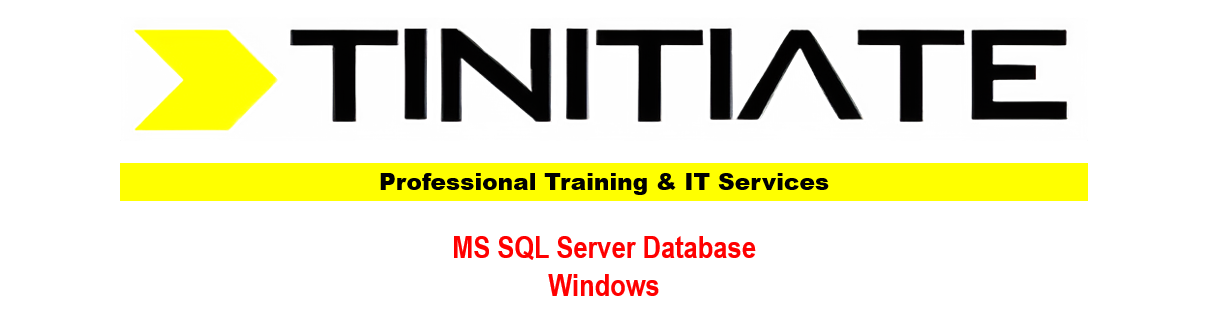 TINITIATE
Professional Training & IT Services
MS SQL Server Database
Windows